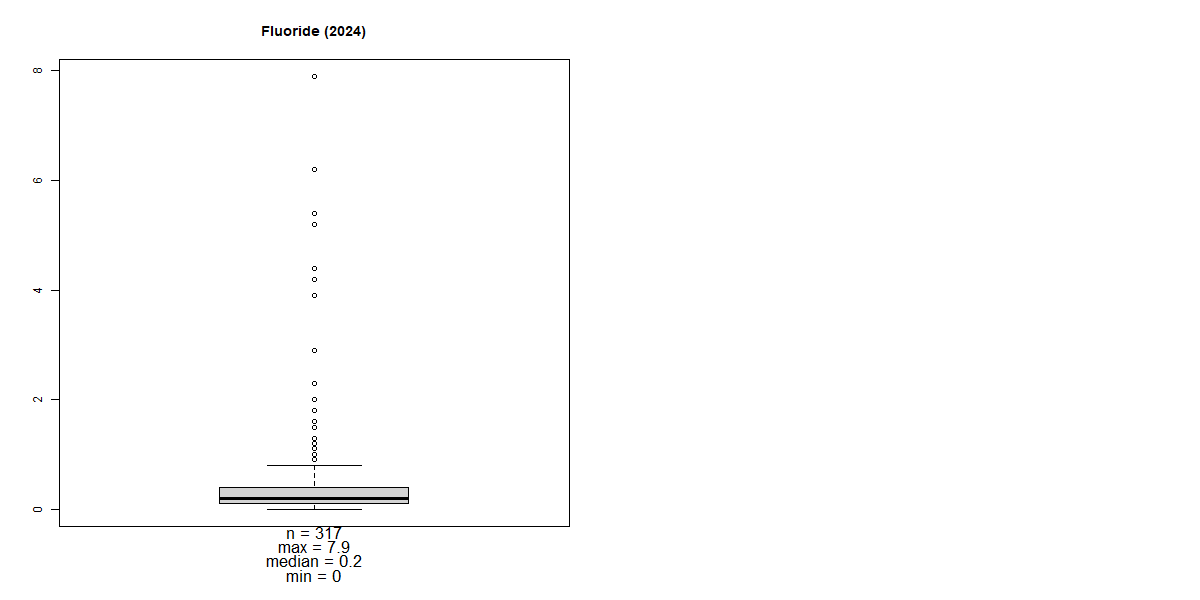 Fluoride (2024)
8
6
4
2
0
n = 317
max = 7.9
median = 0.2
min = 0